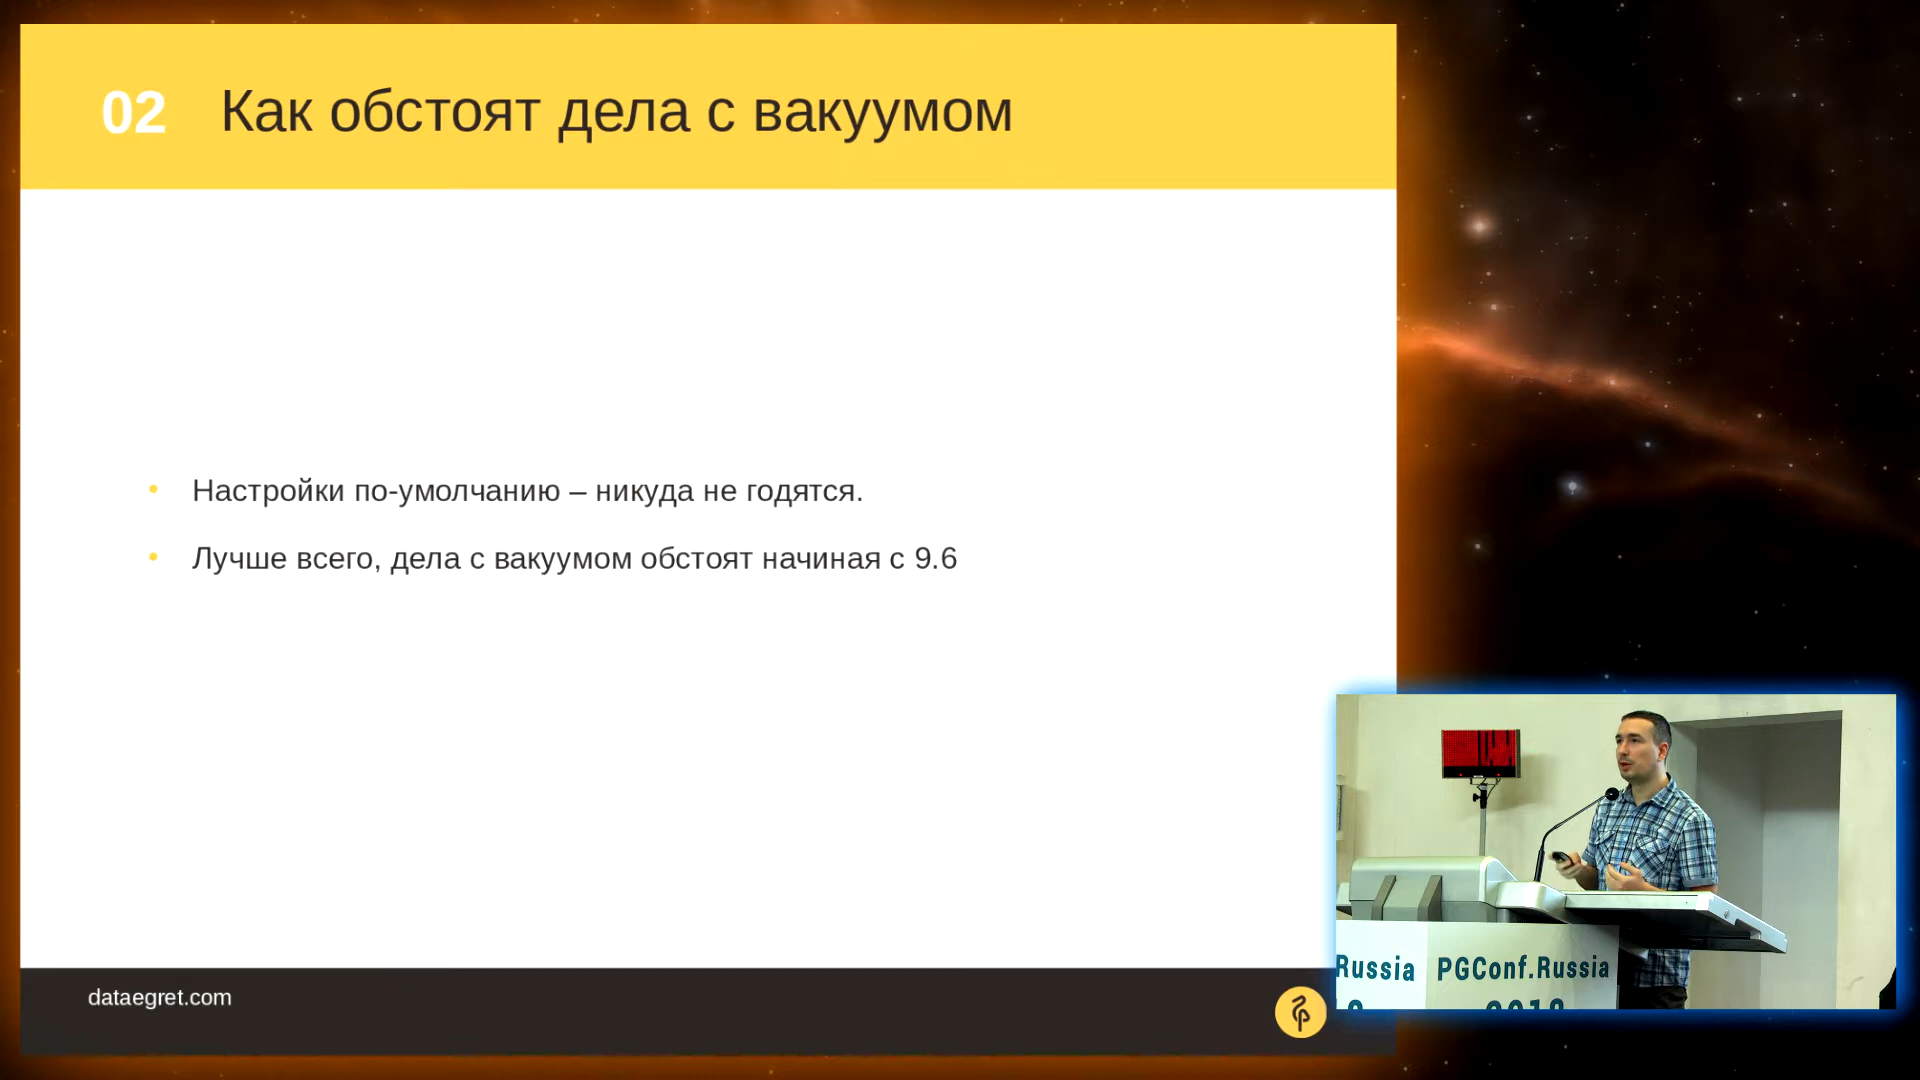 02 Как обстоят дела с вакуумом
• Настройки по-умолчанию – никуда не годятся.
• Лучше всего, дела с вакуумом обстоят начиная с 9.6
dataegret.com
Russia PGConf.Russia